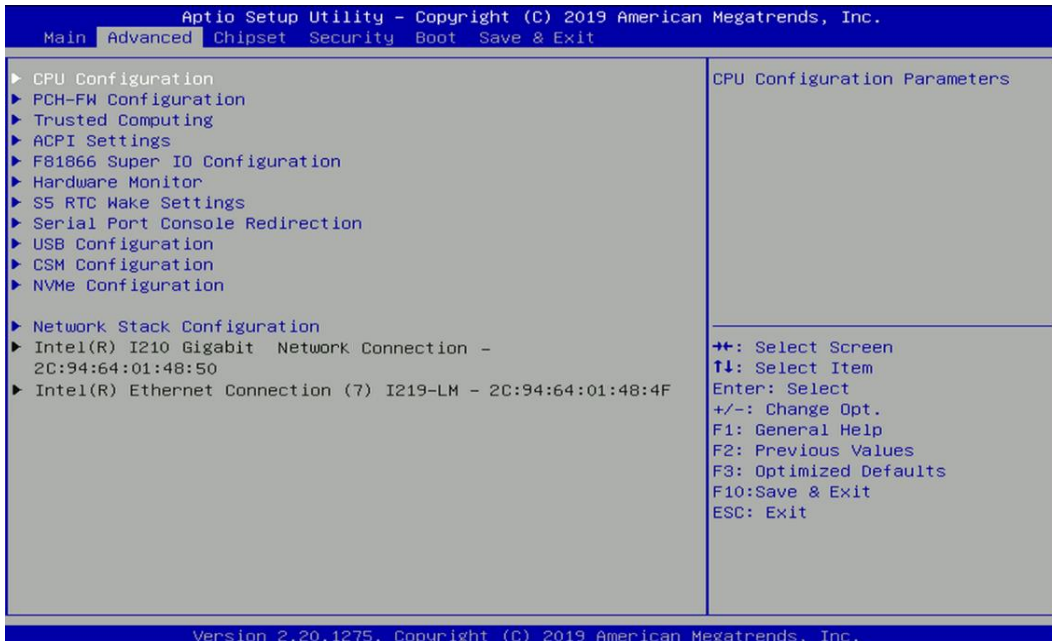 Aptio Setup Utility – Copyright (C) 2019 American Megatrends, Inc.
Main Advanced Chipset Security Boot Save & Exit
▶ CPU Configuration
▶ PCH-FW Configuration
▶ Trusted Computing
▶ ACPI Settings
▶ F81866 Super IO Configuration
▶ Hardware Monitor
▶ S5 RTC Wake Settings
▶ Serial Port Console Redirection
▶ USB Configuration
▶ CSM Configuration
▶ NVMe Configuration
▶ Network Stack Configuration
▶ Intel(R) I210 Gigabit  Network Connection –
2C:94:64:01:48:50
▶ Intel(R) Ethernet Connection (7) I219-LM – 2C:94:64:01:48:4F
CPU Configuration Parameters
→←: Select Screen
↑↓: Select Item
Enter: Select
+/-: Change Opt.
F1: General Help
F2: Previous Values
F3: Optimized Defaults
F10:Save & Exit
ESC: Exit
Version 2.20.1275. Copyright (C) 2019 American Megatrends, Inc.